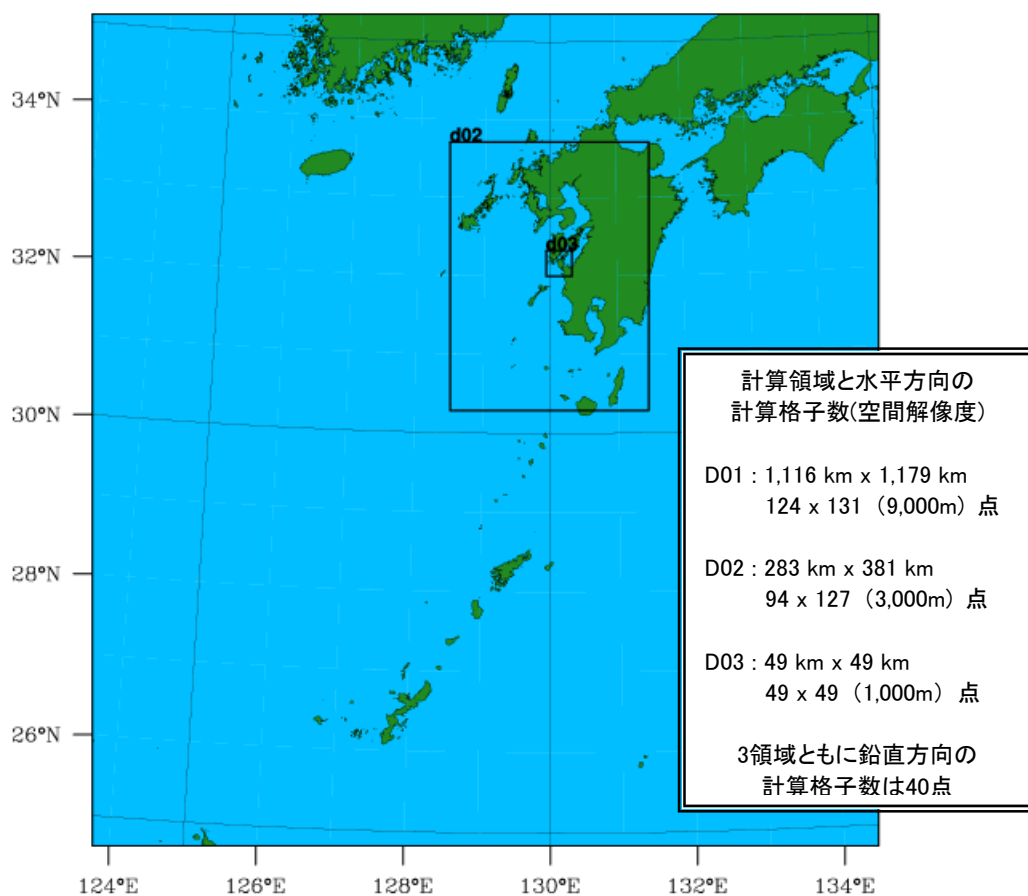 34°N
32°N
30°N
28°N
26°N
124°E
126°E
128°E
130°E
132°E
134°E
d02
d03
計算領域と水平方向の
計算格子数(空間解像度)
D01 : 1,116 km x 1,179 km
124 x 131 (9,000m) 点
D02 : 283 km x 381 km
94 x 127 (3,000m) 点
D03 : 49 km x 49 km
49 x 49 (1,000m) 点
3領域ともに鉛直方向の
計算格子数は40点